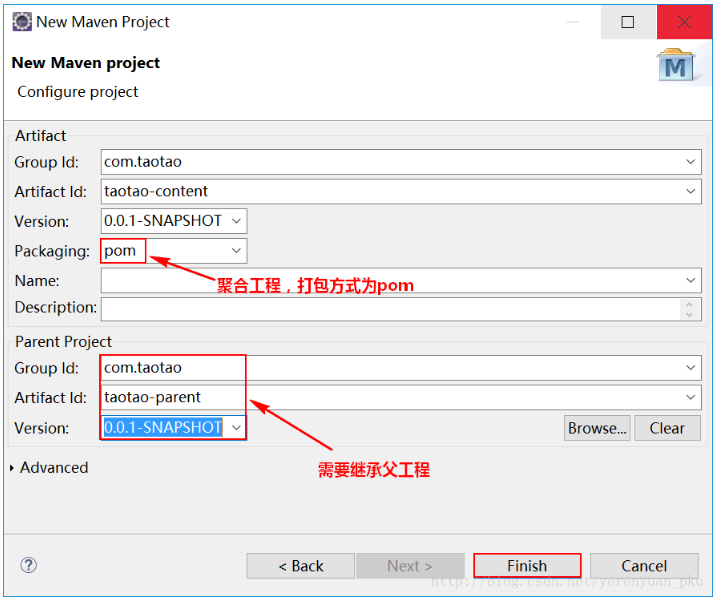 New Maven Project
New Maven project
Configure project
M
Artifact
Group Id: com.taotao
Artifact Id: taotao-content
Version: 0.0.1-SNAPSHOT
Packaging: pom
聚合工程，打包方式为pom
Name:
Description:
Parent Project
Group Id: com.taotao
Artifact Id: taotao-parent
Version: 0.0.1-SNAPSHOT Browse... Clear
需要继承父工程
Advanced
? < Back Next > Finish Cancel
http://blog.csdn.net/yerenyuan_pku